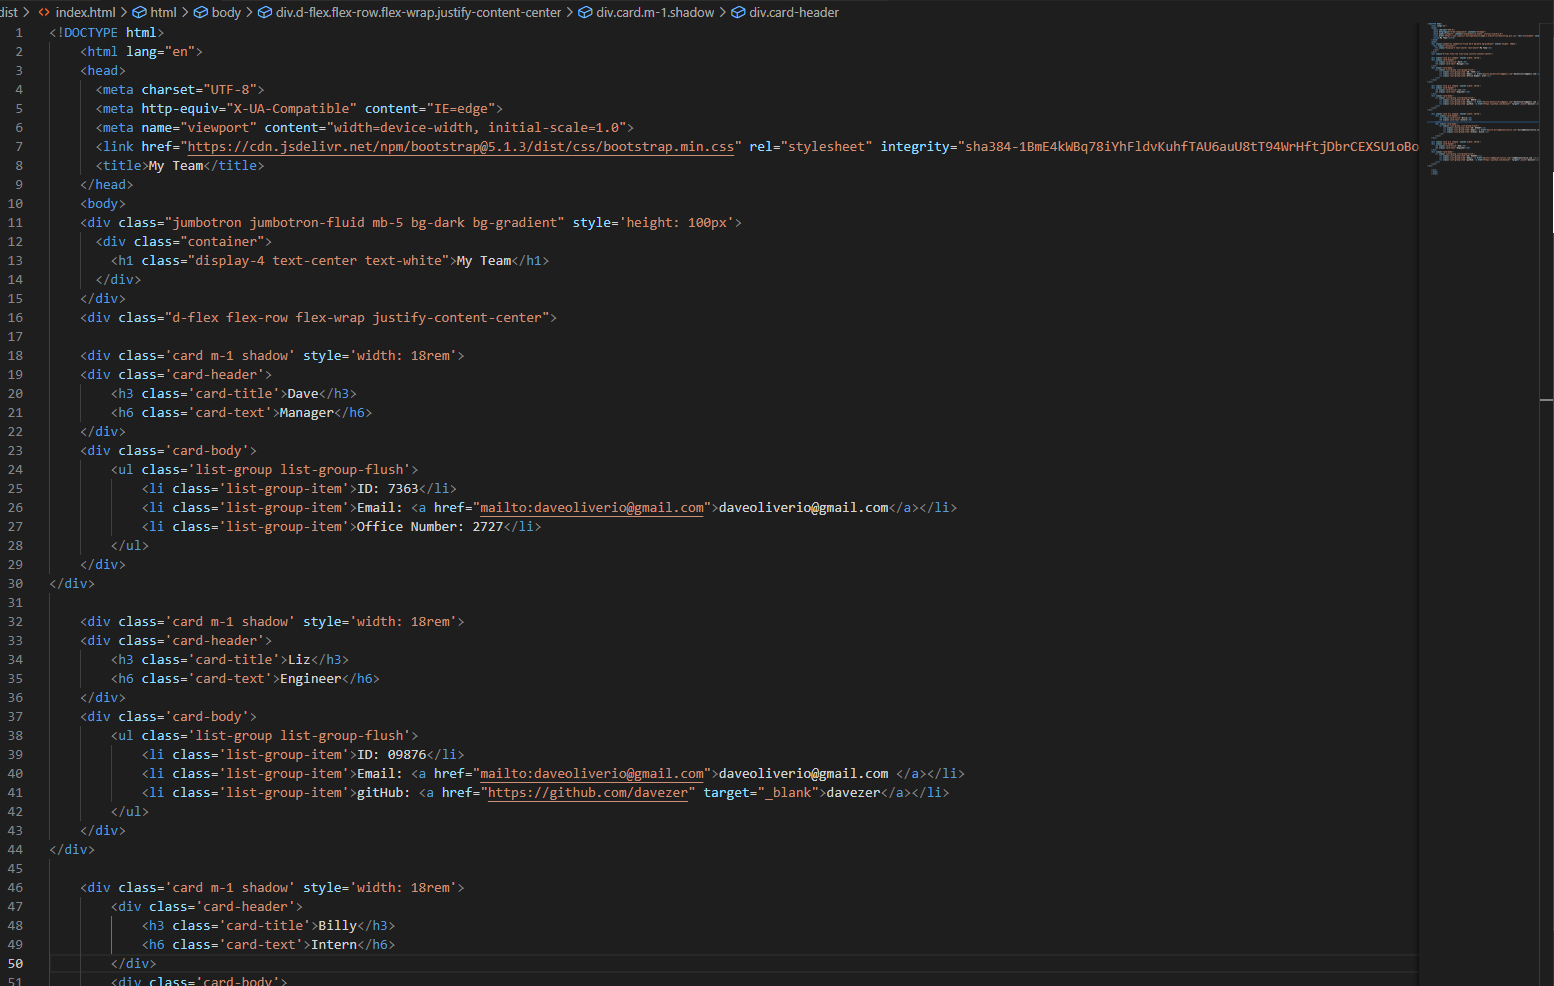 dist > index.html > html > body > div.d-flex.flex-row.flex-wrap.justify-content-center > div.card.m-1.shadow > div.card-header
1 <!DOCTYPE html>
2 <html lang="en">
3 <head>
4 <meta charset="UTF-8">
5 <meta http-equiv="X-UA-Compatible" content="IE=edge">
6 <meta name="viewport" content="width=device-width, initial-scale=1.0">
7 <link href="https://cdn.jsdelivr.net/npm/bootstrap@5.1.3/dist/css/bootstrap.min.css" rel="stylesheet" integrity="sha384-1BmE4kWBq78iYhFldvKuhfTAU6auU8tT94WrHftjDbrCEXSU1oBo
8 <title>My Team</title>
9 </head>
10 <body>
11 <div class="jumbotron jumbotron-fluid mb-5 bg-dark bg-gradient" style='height: 100px'>
12 <div class="container">
13 <h1 class="display-4 text-center text-white">My Team</h1>
14 </div>
15 </div>
16 <div class="d-flex flex-row flex-wrap justify-content-center">
17
18 <div class='card m-1 shadow' style='width: 18rem'>
19 <div class='card-header'>
20 <h3 class='card-title'>Dave</h3>
21 <h6 class='card-text'>Manager</h6>
22 </div>
23 <div class='card-body'>
24 <ul class='list-group list-group-flush'>
25 <li class='list-group-item'>ID: 7363</li>
26 <li class='list-group-item'>Email: <a href="mailto:daveoliverio@gmail.com">daveoliverio@gmail.com</a></li>
27 <li class='list-group-item'>Office Number: 2727</li>
28 </ul>
29 </div>
30 </div>
31
32 <div class='card m-1 shadow' style='width: 18rem'>
33 <div class='card-header'>
34 <h3 class='card-title'>Liz</h3>
35 <h6 class='card-text'>Engineer</h6>
36 </div>
37 <div class='card-body'>
38 <ul class='list-group list-group-flush'>
39 <li class='list-group-item'>ID: 09876</li>
40 <li class='list-group-item'>Email: <a href="mailto:daveoliverio@gmail.com">daveoliverio@gmail.com </a></li>
41 <li class='list-group-item'>gitHub: <a href="https://github.com/davezer" target="_blank">davezer</a></li>
42 </ul>
43 </div>
44 </div>
45
46 <div class='card m-1 shadow' style='width: 18rem'>
47 <div class='card-header'>
48 <h3 class='card-title'>Billy</h3>
49 <h6 class='card-text'>Intern</h6>
50 </div>
51 <div class='card-body'>